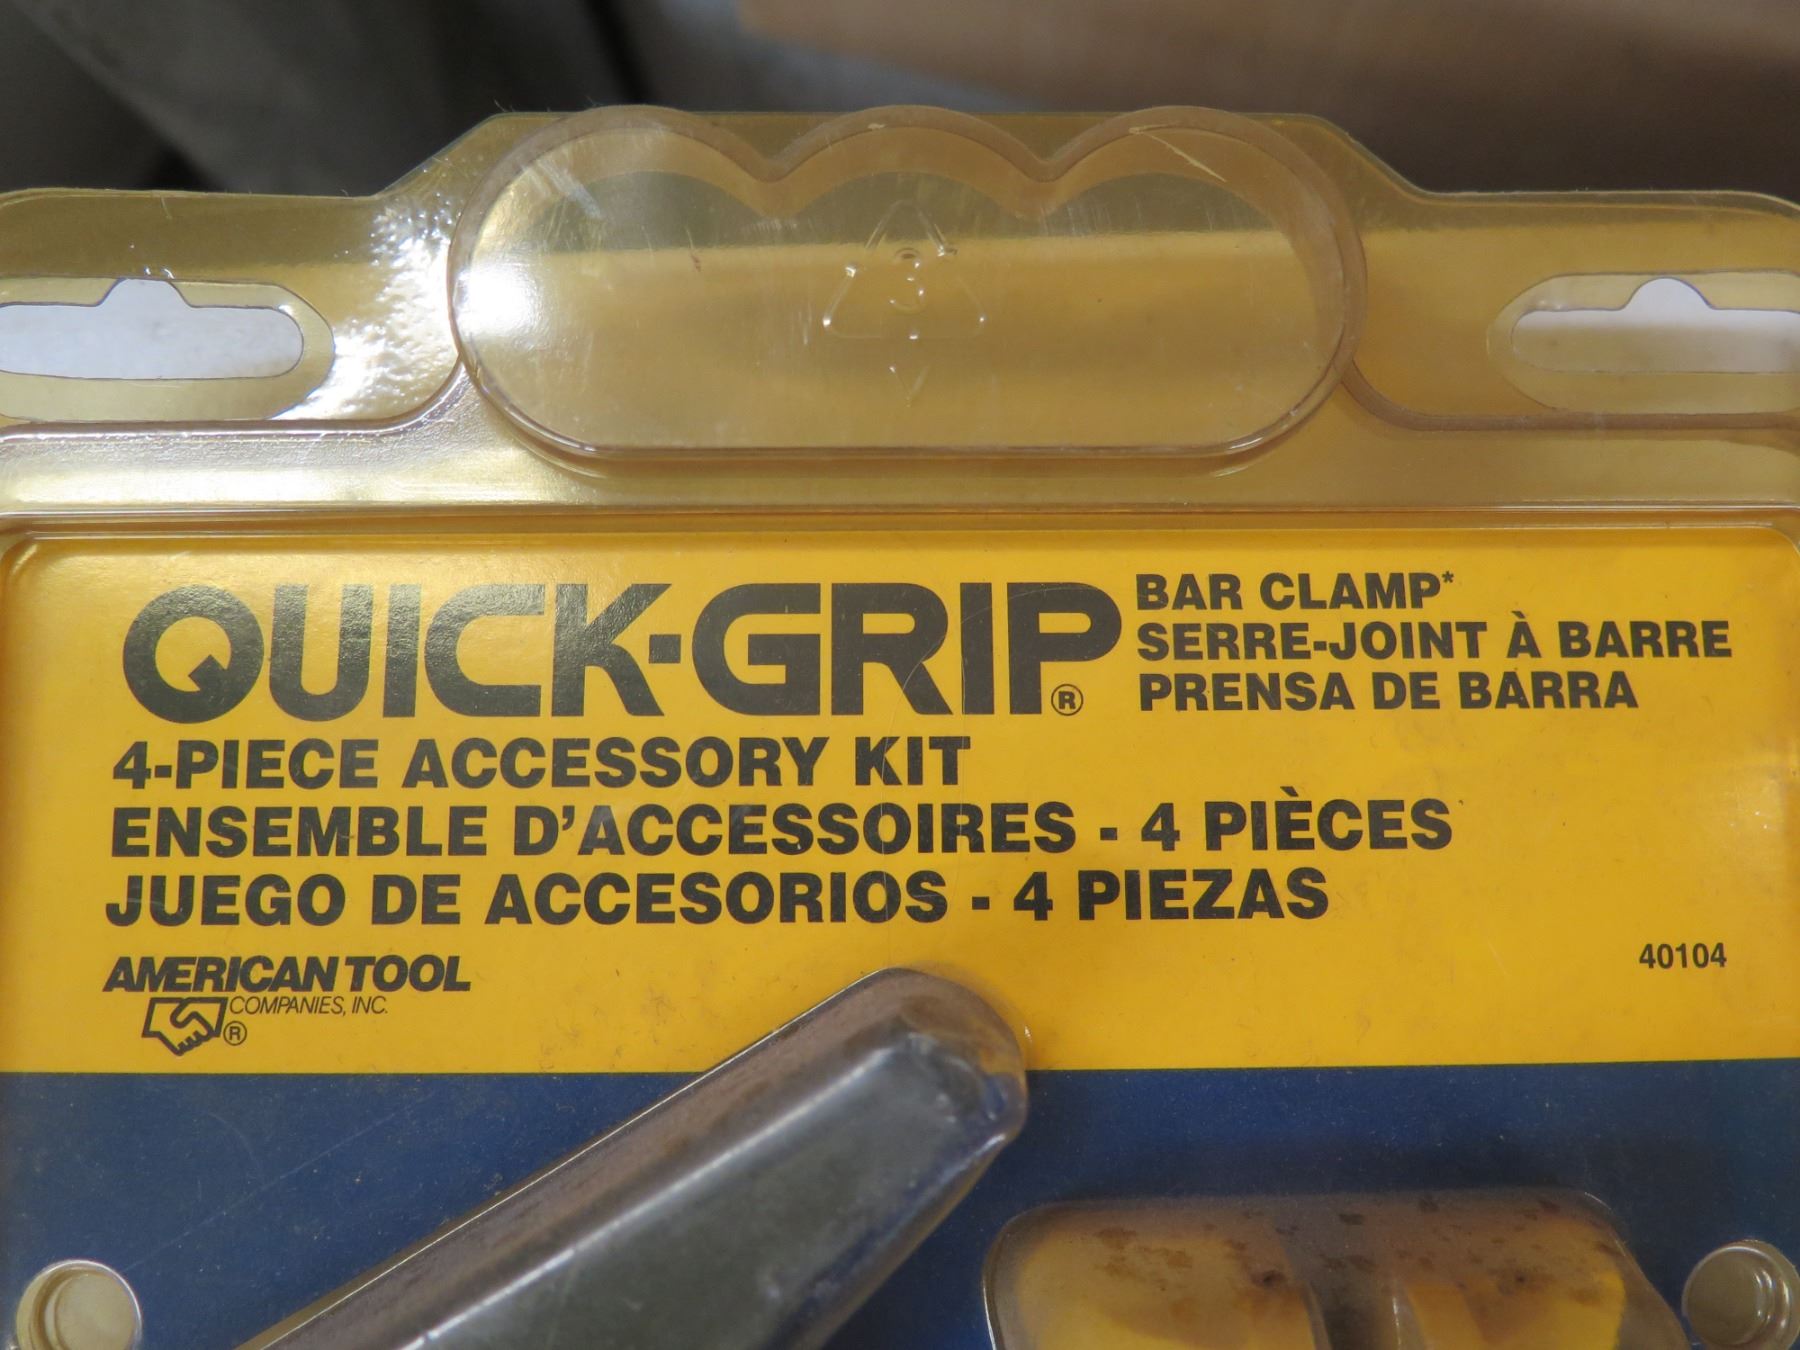 3
QUICK-GRIP®
BAR CLAMP*
SERRE-JOINT À BARRE
PRENSA DE BARRA
4-PIECE ACCESSORY KIT
ENSEMBLE D'ACCESSOIRES - 4 PIÈCES
JUEGO DE ACCESORIOS - 4 PIEZAS
AMERICAN TOOL
COMPANIES, INC.
®
40104